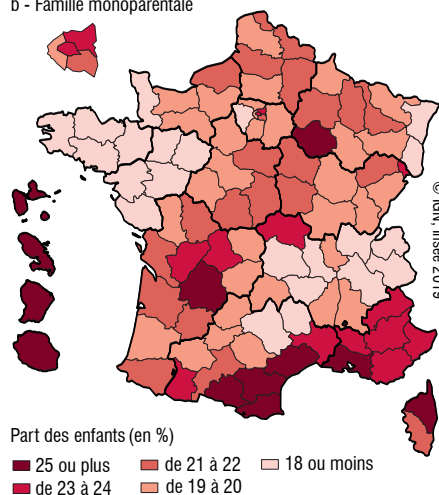 b - Famille monoparentale
© IGN, Insee 2019
Part des enfants (en %)
25 ou plus
de 21 à 22
18 ou moins
de 23 à 24
de 19 à 20